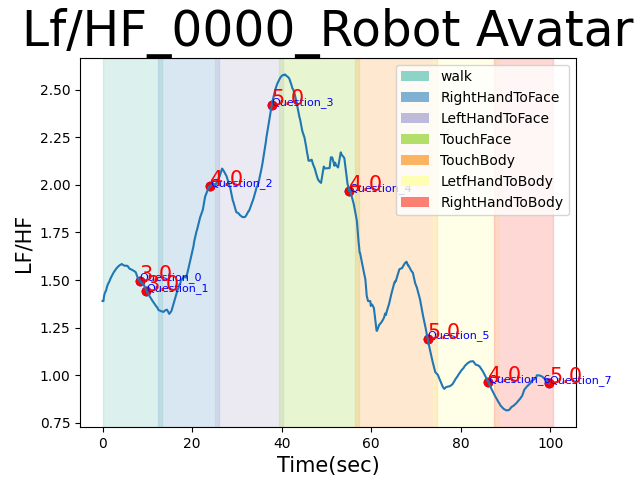 Lf/HF_0000_Robot Avatar
LF/HF
2.50
2.25
2.00
1.75
1.50
1.25
1.00
0.75
0
20
40
60
80
100
Time(sec)
walk
RightHandToFace
LeftHandToFace
TouchFace
TouchBody
LetfHandToBody
RightHandToBody
3.0
Question_0
3.0
Question_1
4.0
Question_2
5.0
Question_3
4.0
Question_4
5.0
Question_5
4.0
Question_6
5.0
Question_7